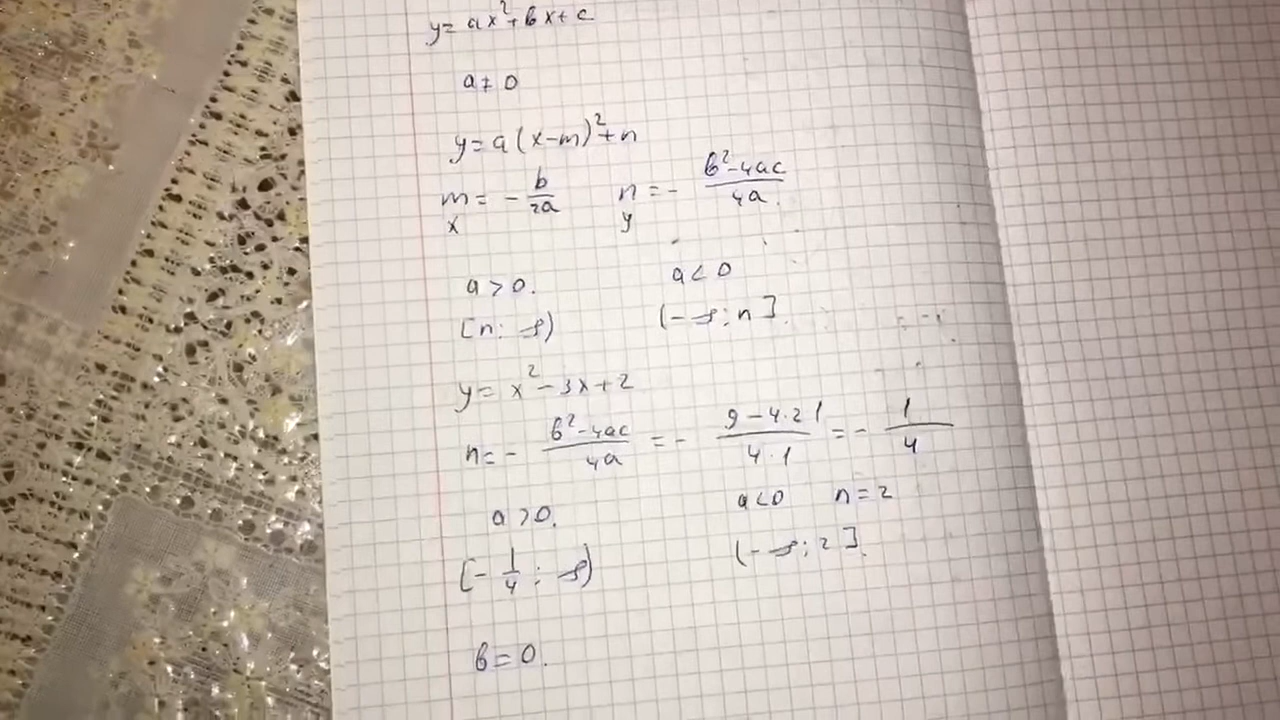 y = ax² + bx + c
a ≠ 0
y = a(x-m)² + n
m = - b/2a    n = - (b²-4ac)/4a
x    y
a > 0.    a < 0
[n; ∞)    (-∞; n].
y = x² - 3x + 2
n = - (b²-4ac)/4a = - (9-4·2·1)/(4·1) = - 1/4
a > 0.    a < 0    n = 2
[-1/4; ∞)    (-∞; 2].
b = 0.